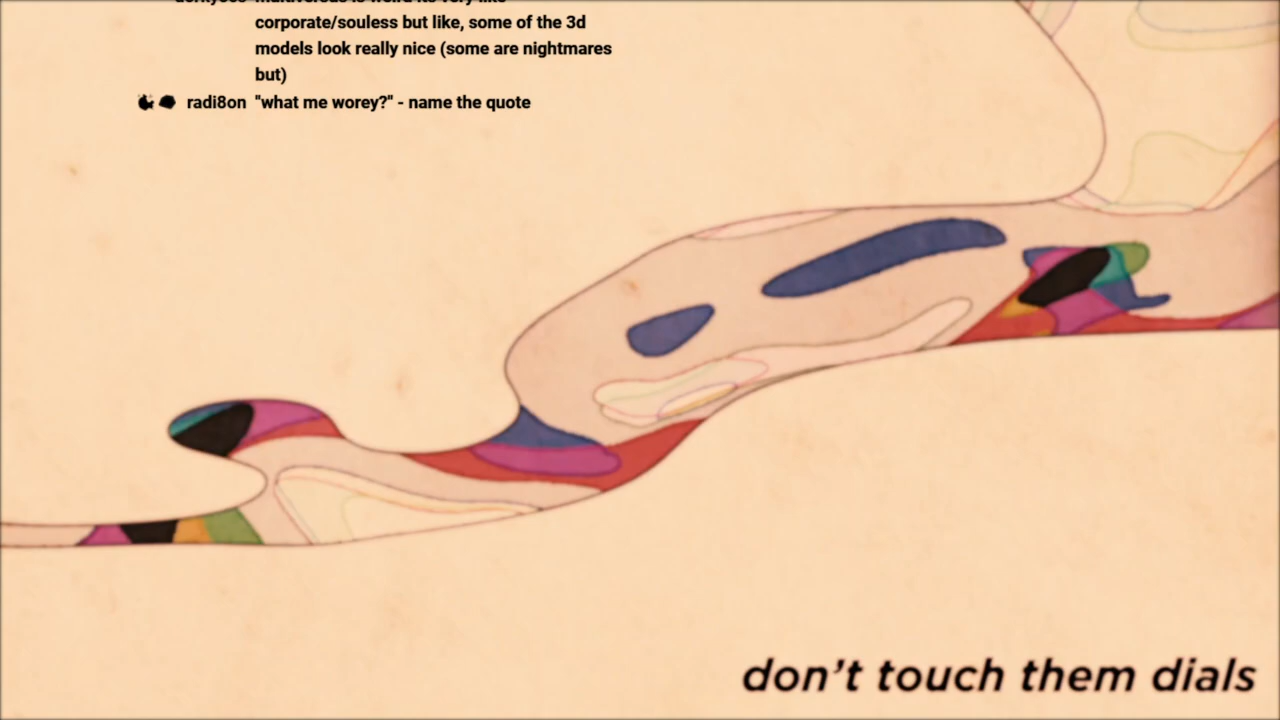 corporate/souless but like, some of the 3d
models look really nice (some are nightmares
but)
radi8on "what me worey?" - name the quote
don't touch them dials